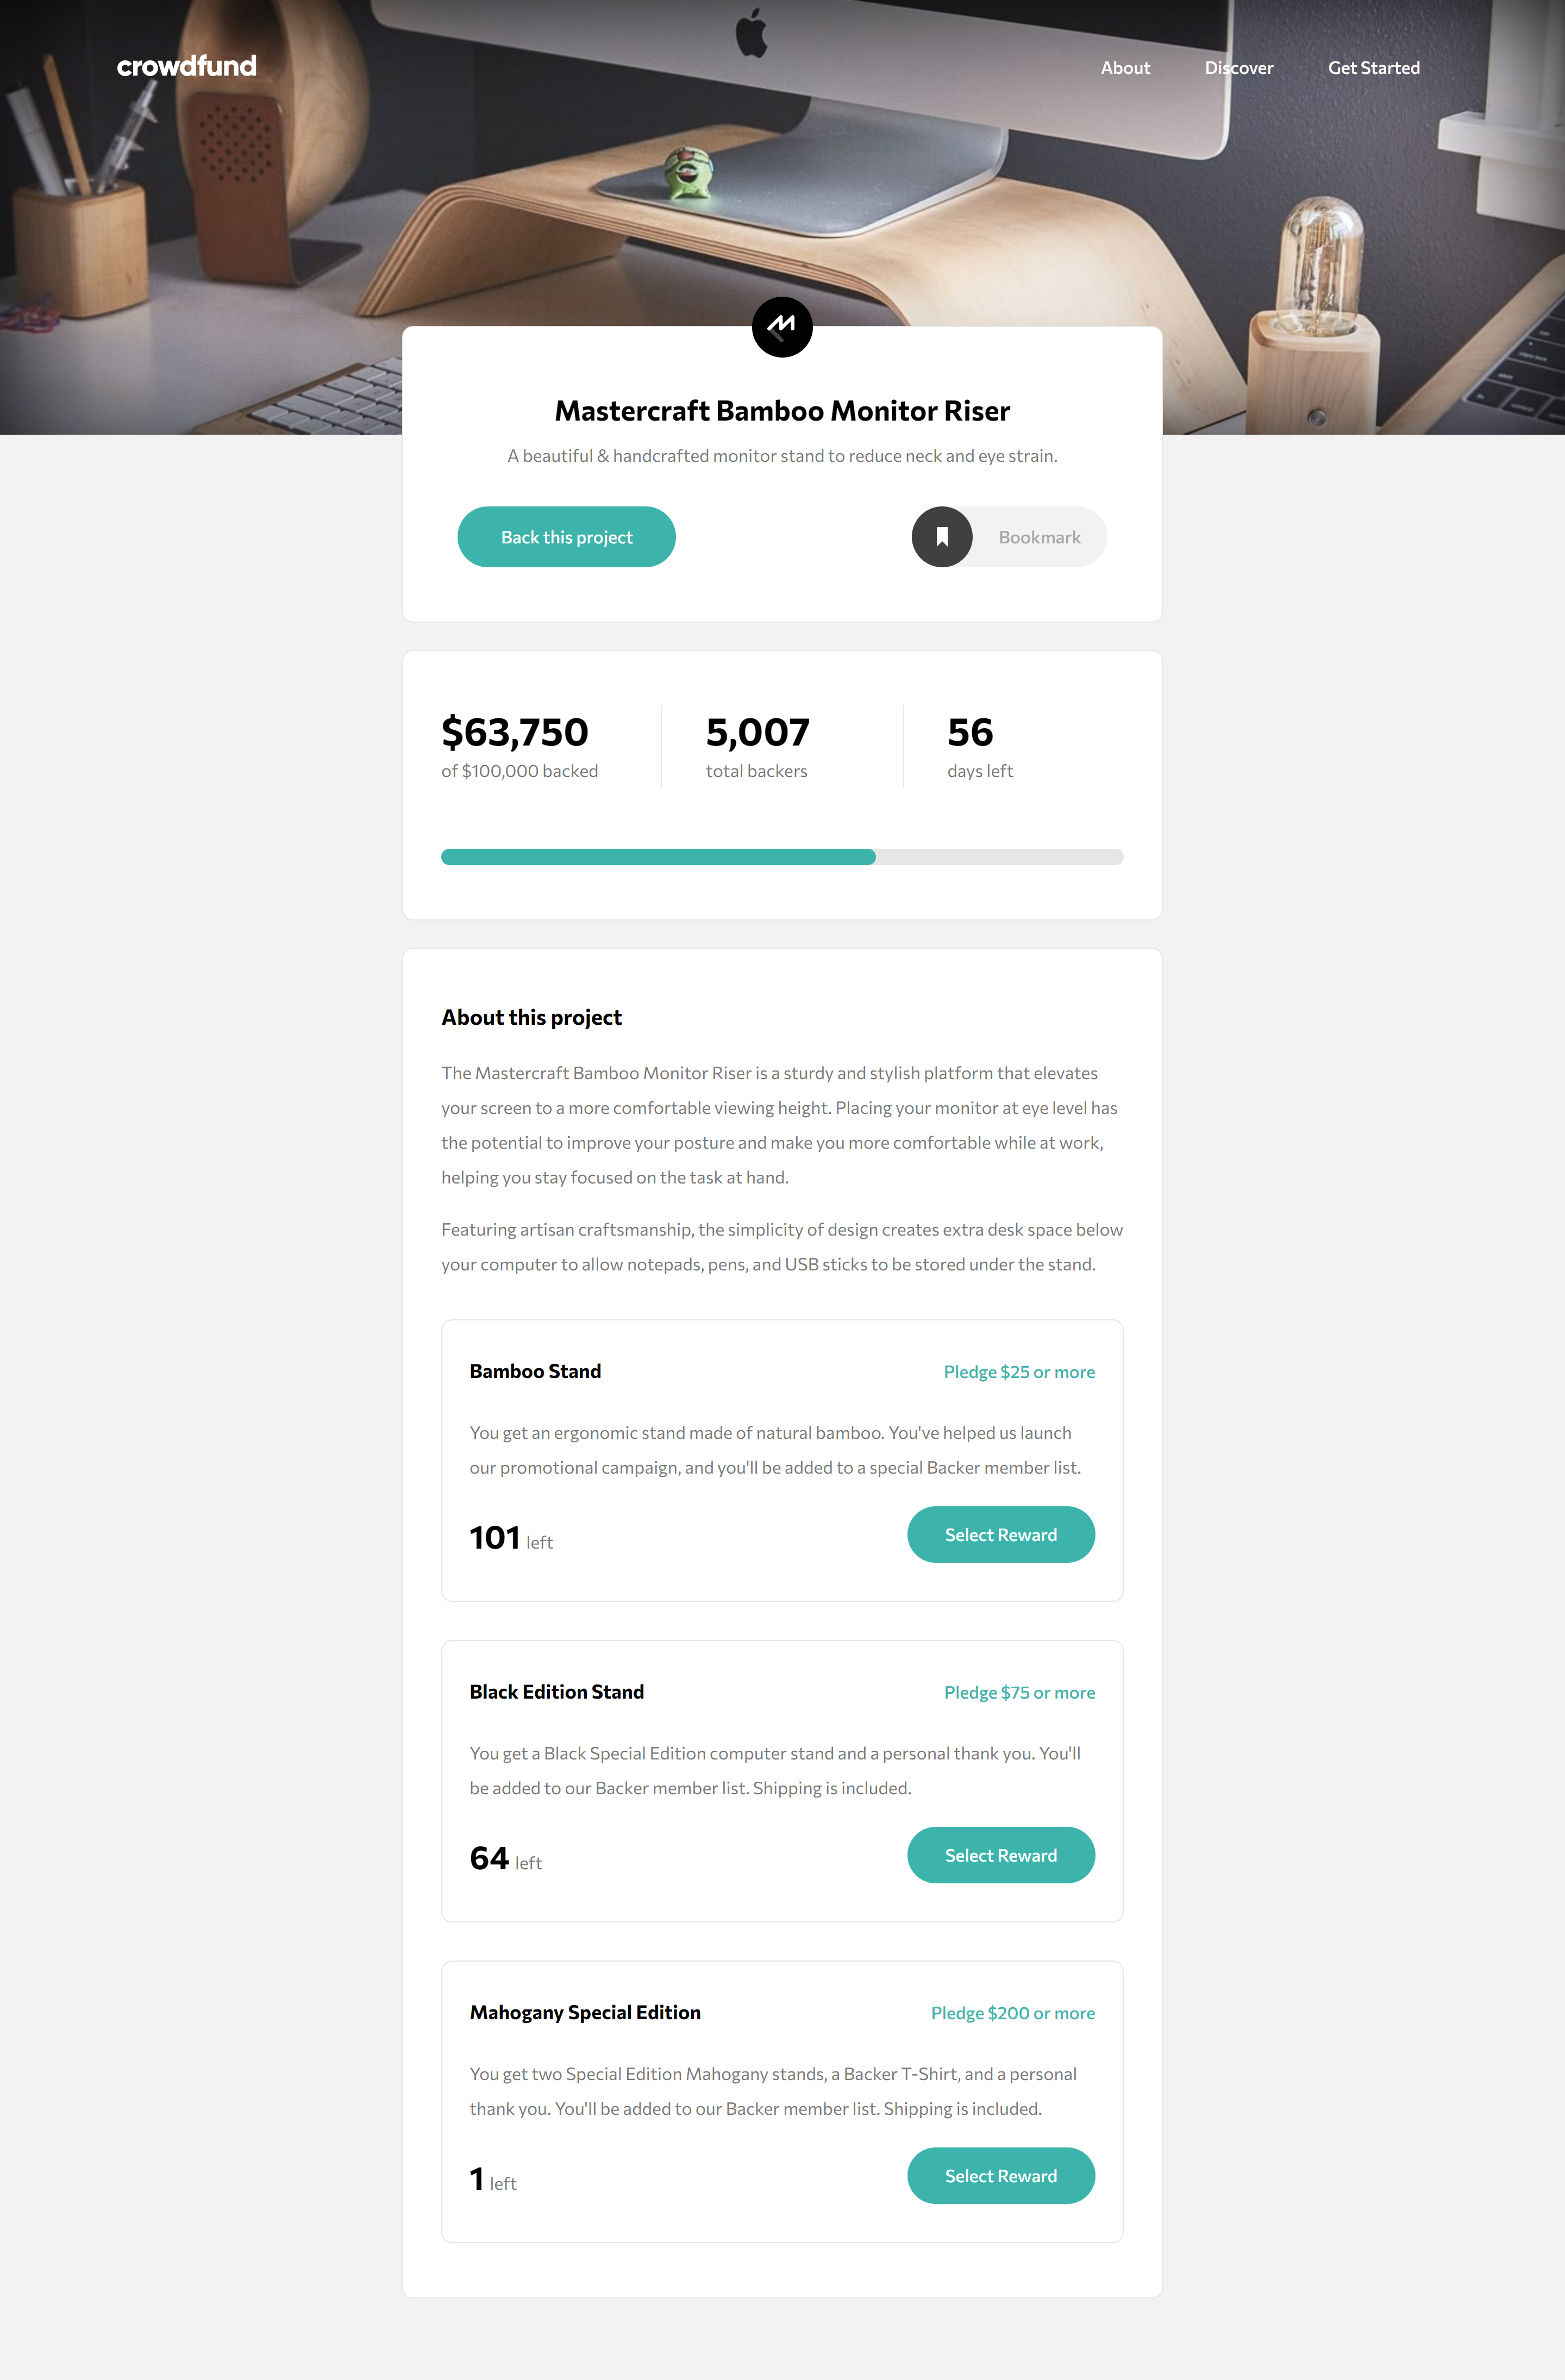 crowdfund
About
Discover
Get Started
Mastercraft Bamboo Monitor Riser
A beautiful & handcrafted monitor stand to reduce neck and eye strain.
Back this project
Bookmark
$63,750
of $100,000 backed
5,007
total backers
56
days left
About this project
The Mastercraft Bamboo Monitor Riser is a sturdy and stylish platform that elevates
your screen to a more comfortable viewing height. Placing your monitor at eye level has
the potential to improve your posture and make you more comfortable while at work,
helping you stay focused on the task at hand.
Featuring artisan craftsmanship, the simplicity of design creates extra desk space below
your computer to allow notepads, pens, and USB sticks to be stored under the stand.
Bamboo Stand
Pledge $25 or more
You get an ergonomic stand made of natural bamboo. You've helped us launch
our promotional campaign, and you'll be added to a special Backer member list.
101 left
Select Reward
Black Edition Stand
Pledge $75 or more
You get a Black Special Edition computer stand and a personal thank you. You'll
be added to our Backer member list. Shipping is included.
64 left
Select Reward
Mahogany Special Edition
Pledge $200 or more
You get two Special Edition Mahogany stands, a Backer T-Shirt, and a personal
thank you. You'll be added to our Backer member list. Shipping is included.
1 left
Select Reward